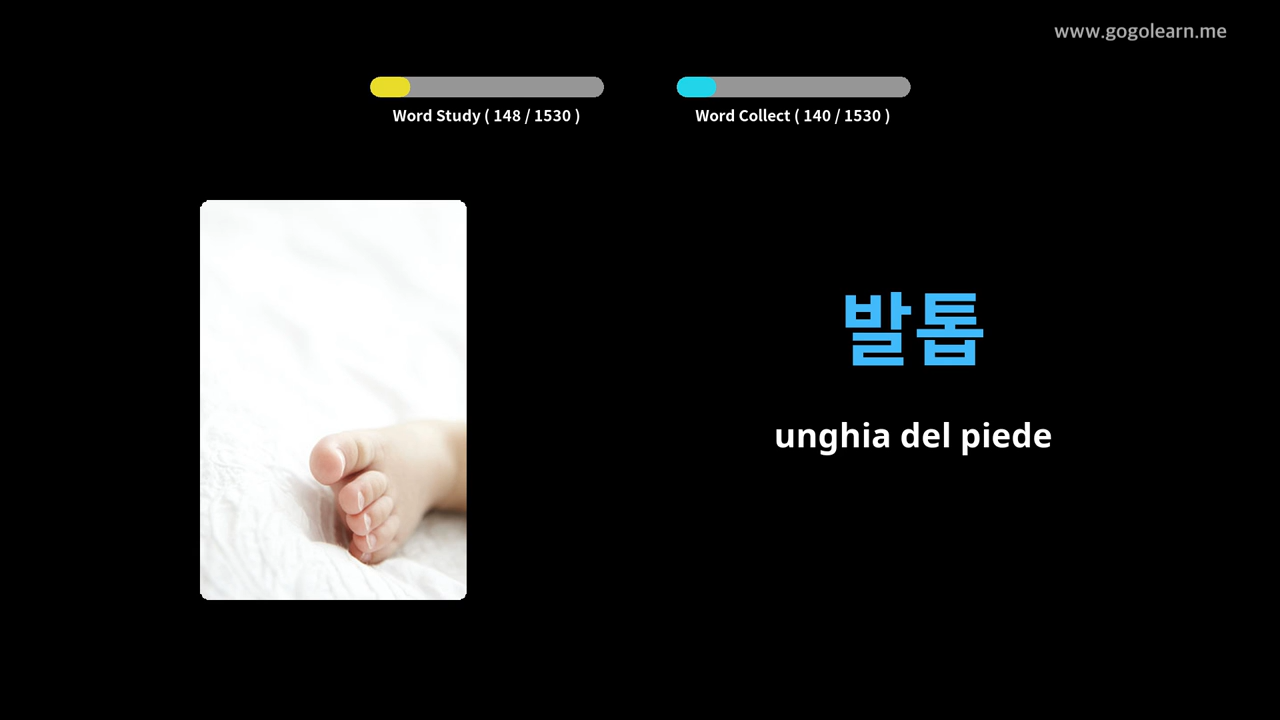 www.gogolearn.me
Word Study ( 148 / 1530 )
Word Collect ( 140 / 1530 )
발톱
unghia del piede